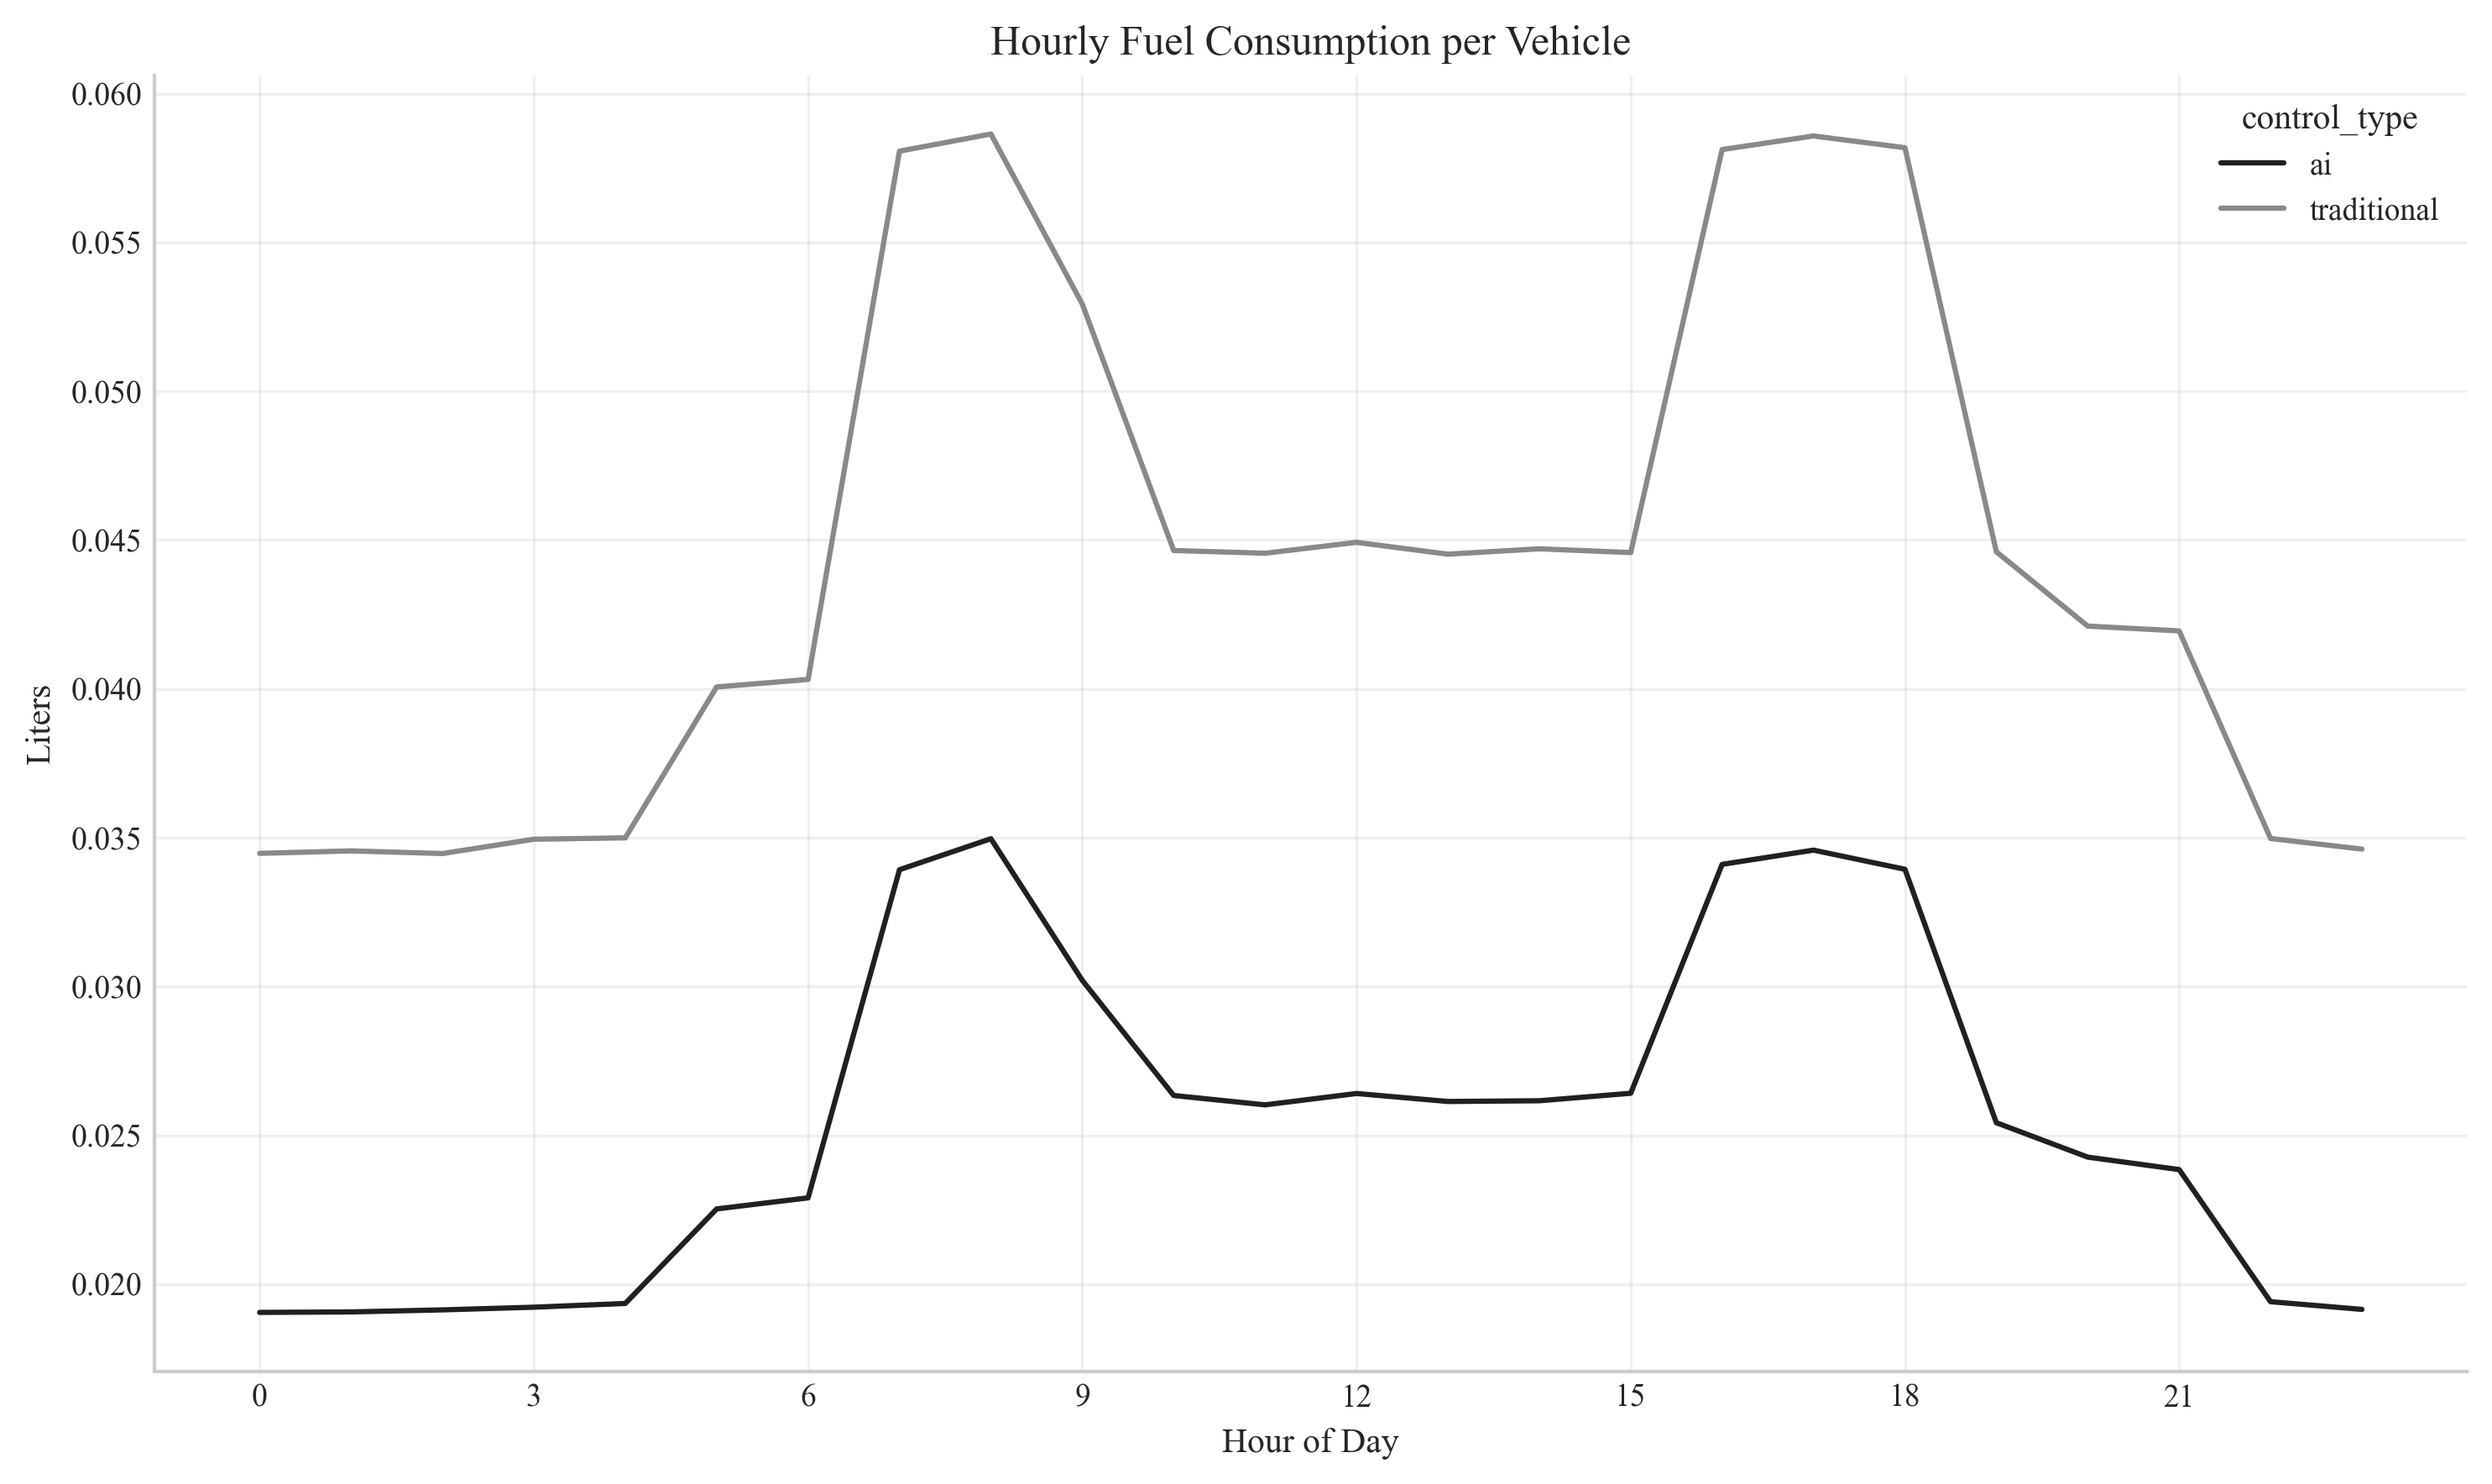 Hourly Fuel Consumption per Vehicle
control_type
ai
traditional
Liters
0.060
0.055
0.050
0.045
0.040
0.035
0.030
0.025
0.020
0 3 6 9 12 15 18 21
Hour of Day